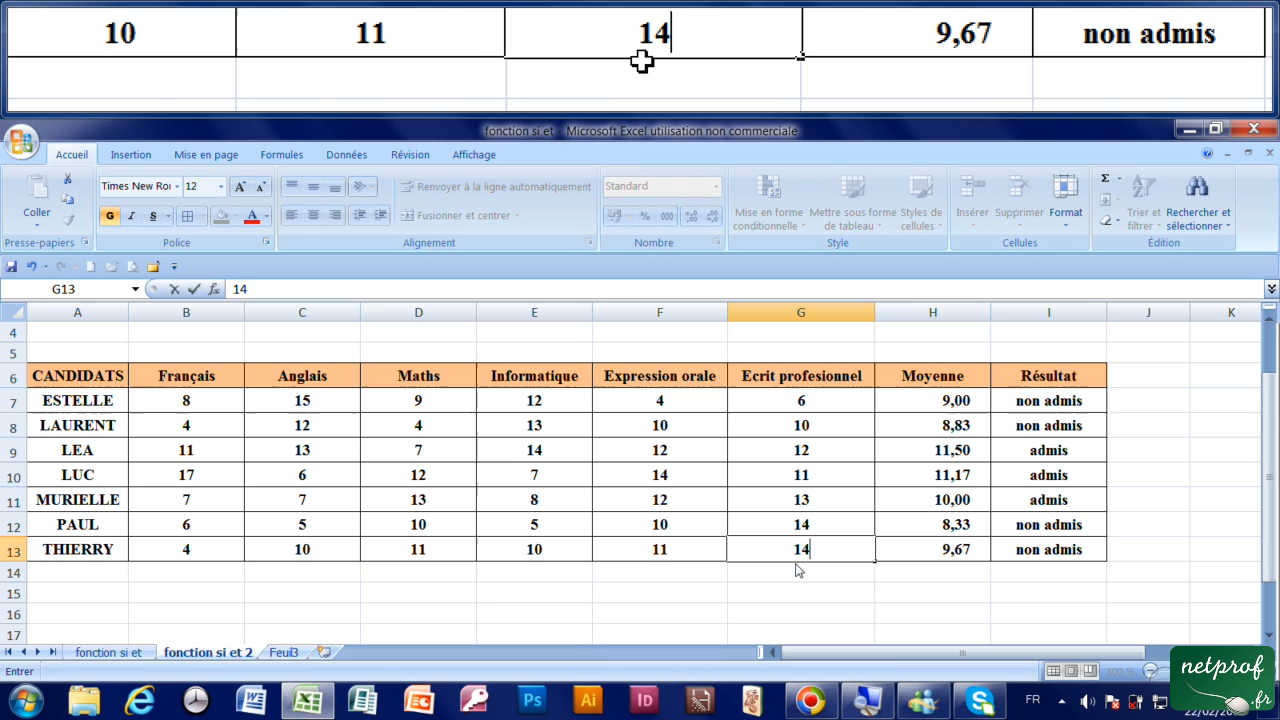 10 11 14 9,67 non admis
fonction si et - Microsoft Excel utilisation non commerciale
Accueil Insertion Mise en page Formules Données Révision Affichage
Times New Roi 12 Renvoyer à la ligne automatiquement Standard
Coller G I S Fusionner et centrer % 000 Mise en forme conditionnelle Mettre sous forme de tableau Styles de cellules Insérer Supprimer Format Trier et filtrer Rechercher et sélectionner
Presse-papiers Police Alignement Nombre Style Cellules Édition
G13 fx 14
A B C D E F G H I J K
4
5
6 CANDIDATS Français Anglais Maths Informatique Expression orale Ecrit profesionnel Moyenne Résultat
7 ESTELLE 8 15 9 12 4 6 9,00 non admis
8 LAURENT 4 12 4 13 10 10 8,83 non admis
9 LEA 11 13 7 14 12 12 11,50 admis
10 LUC 17 6 12 7 14 11 11,17 admis
11 MURIELLE 7 7 13 8 12 13 10,00 admis
12 PAUL 6 5 10 5 10 14 8,33 non admis
13 THIERRY 4 10 11 10 11 14 9,67 non admis
14
15
16
17
fonction si et fonction si et 2 Feuil3
Entrer 100 %
Ps Ai ID FR
netprof
.fr